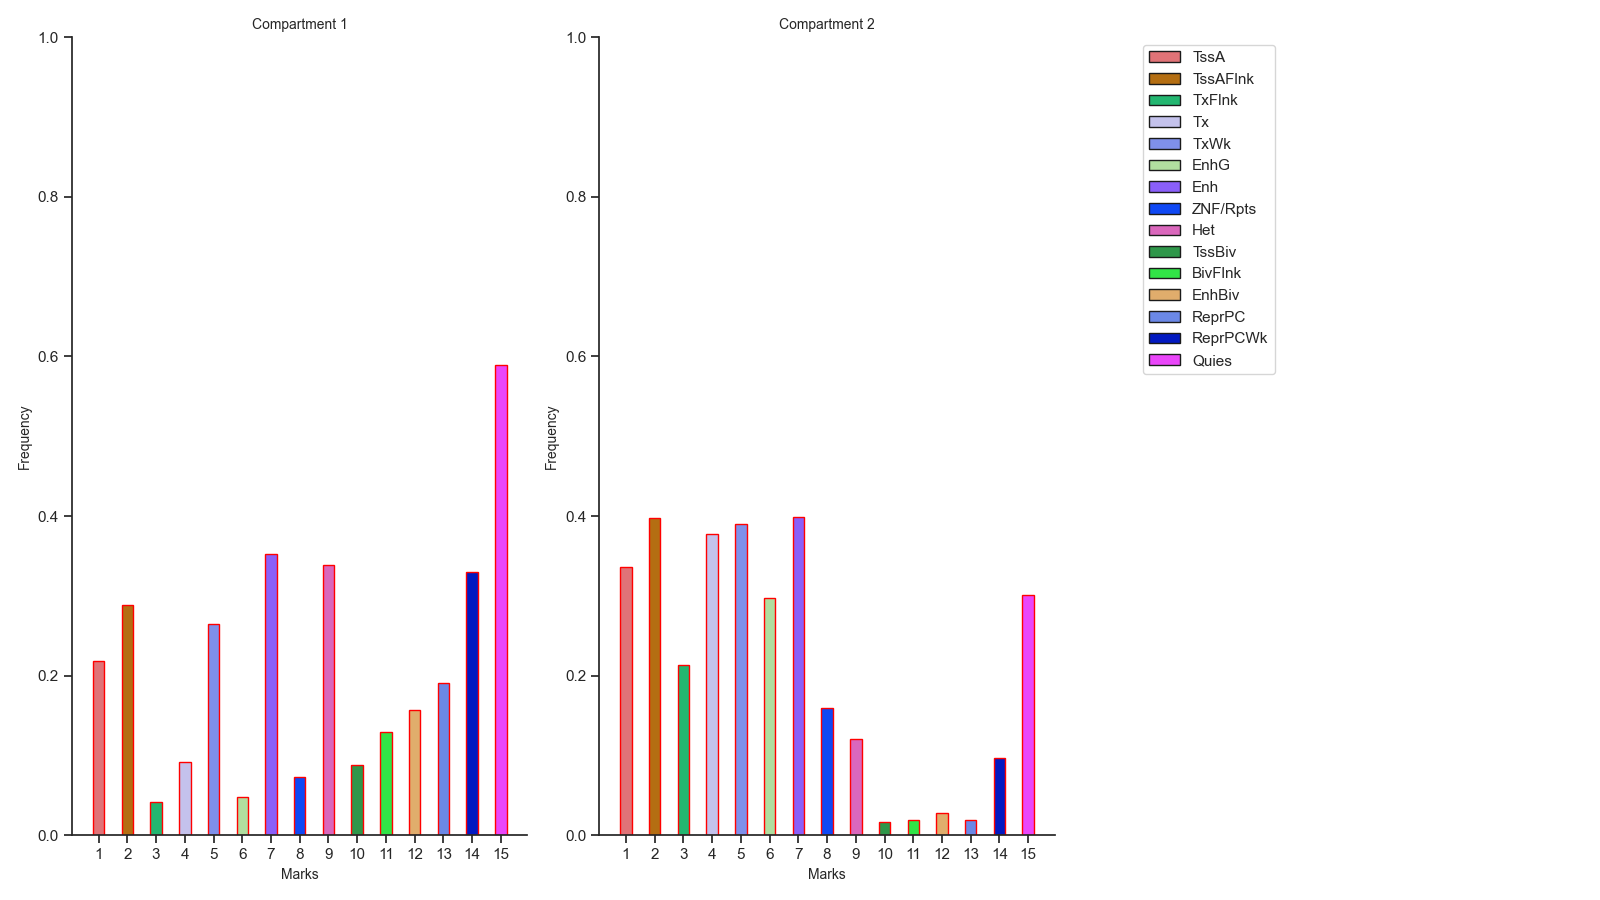 Compartment 1
1.0
0.8
0.6
0.4
0.2
0.0
Frequency
1 2 3 4 5 6 7 8 9 10 11 12 13 14 15
Marks
Compartment 2
1.0
0.8
0.6
0.4
0.2
0.0
Frequency
1 2 3 4 5 6 7 8 9 10 11 12 13 14 15
Marks
TssA
TssAFlnk
TxFlnk
Tx
TxWk
EnhG
Enh
ZNF/Rpts
Het
TssBiv
BivFlnk
EnhBiv
ReprPC
ReprPCWk
Quies